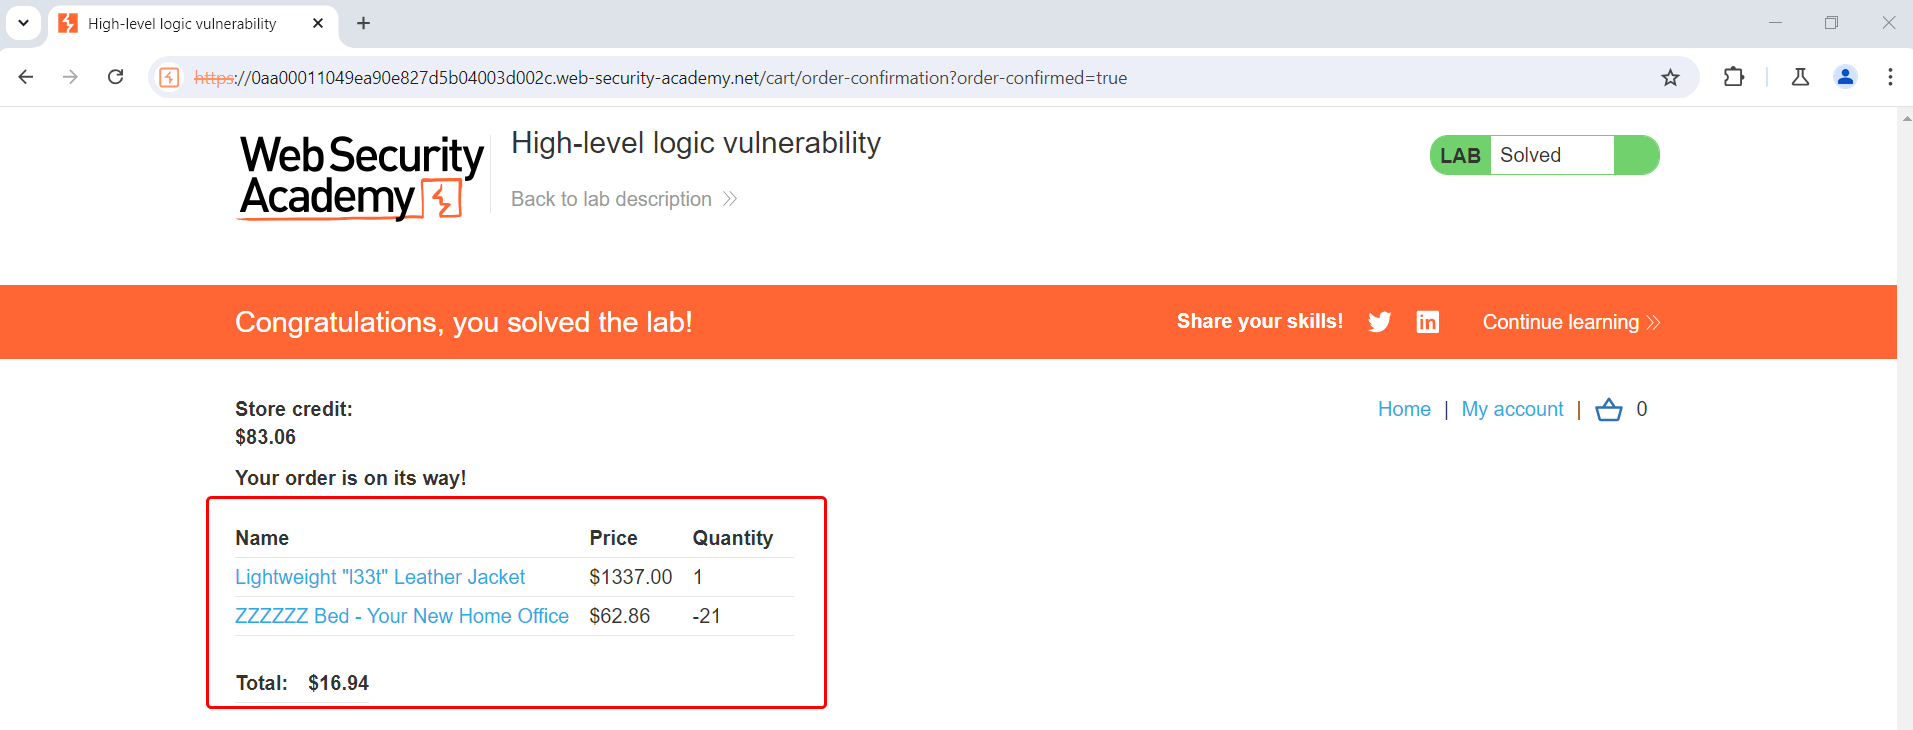 High-level logic vulnerability
https://0aa00011049ea90e827d5b04003d002c.web-security-academy.net/cart/order-confirmation?order-confirmed=true
Web Security
Academy
High-level logic vulnerability
Back to lab description
LAB Solved
Congratulations, you solved the lab!
Share your skills!
in
Continue learning
Store credit:
$83.06
Home | My account | 0
Your order is on its way!
Name Price Quantity
Lightweight "l33t" Leather Jacket $1337.00 1
ZZZZZZ Bed - Your New Home Office $62.86 -21
Total: $16.94